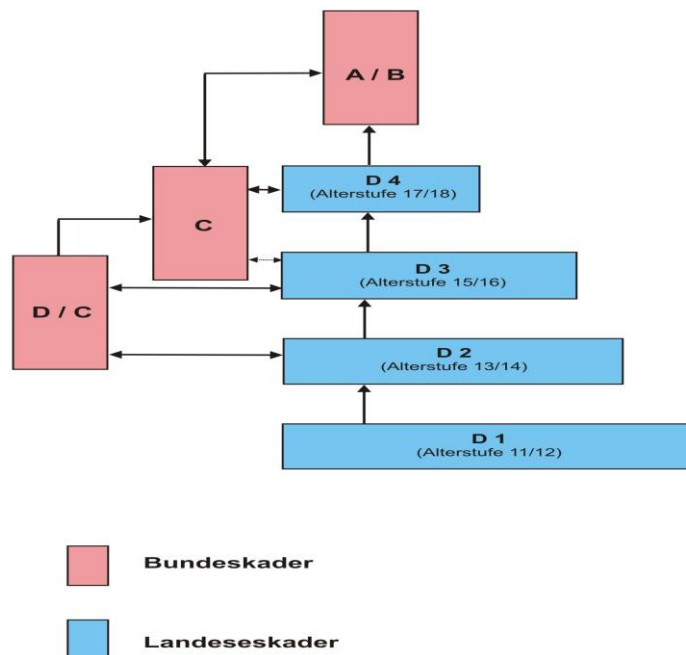 A / B
D 4
(Alterstufe 17/18)
C
D 3
(Alterstufe 15/16)
D / C
D 2
(Alterstufe 13/14)
D 1
(Alterstufe 11/12)
Bundeskader
Landeseskader